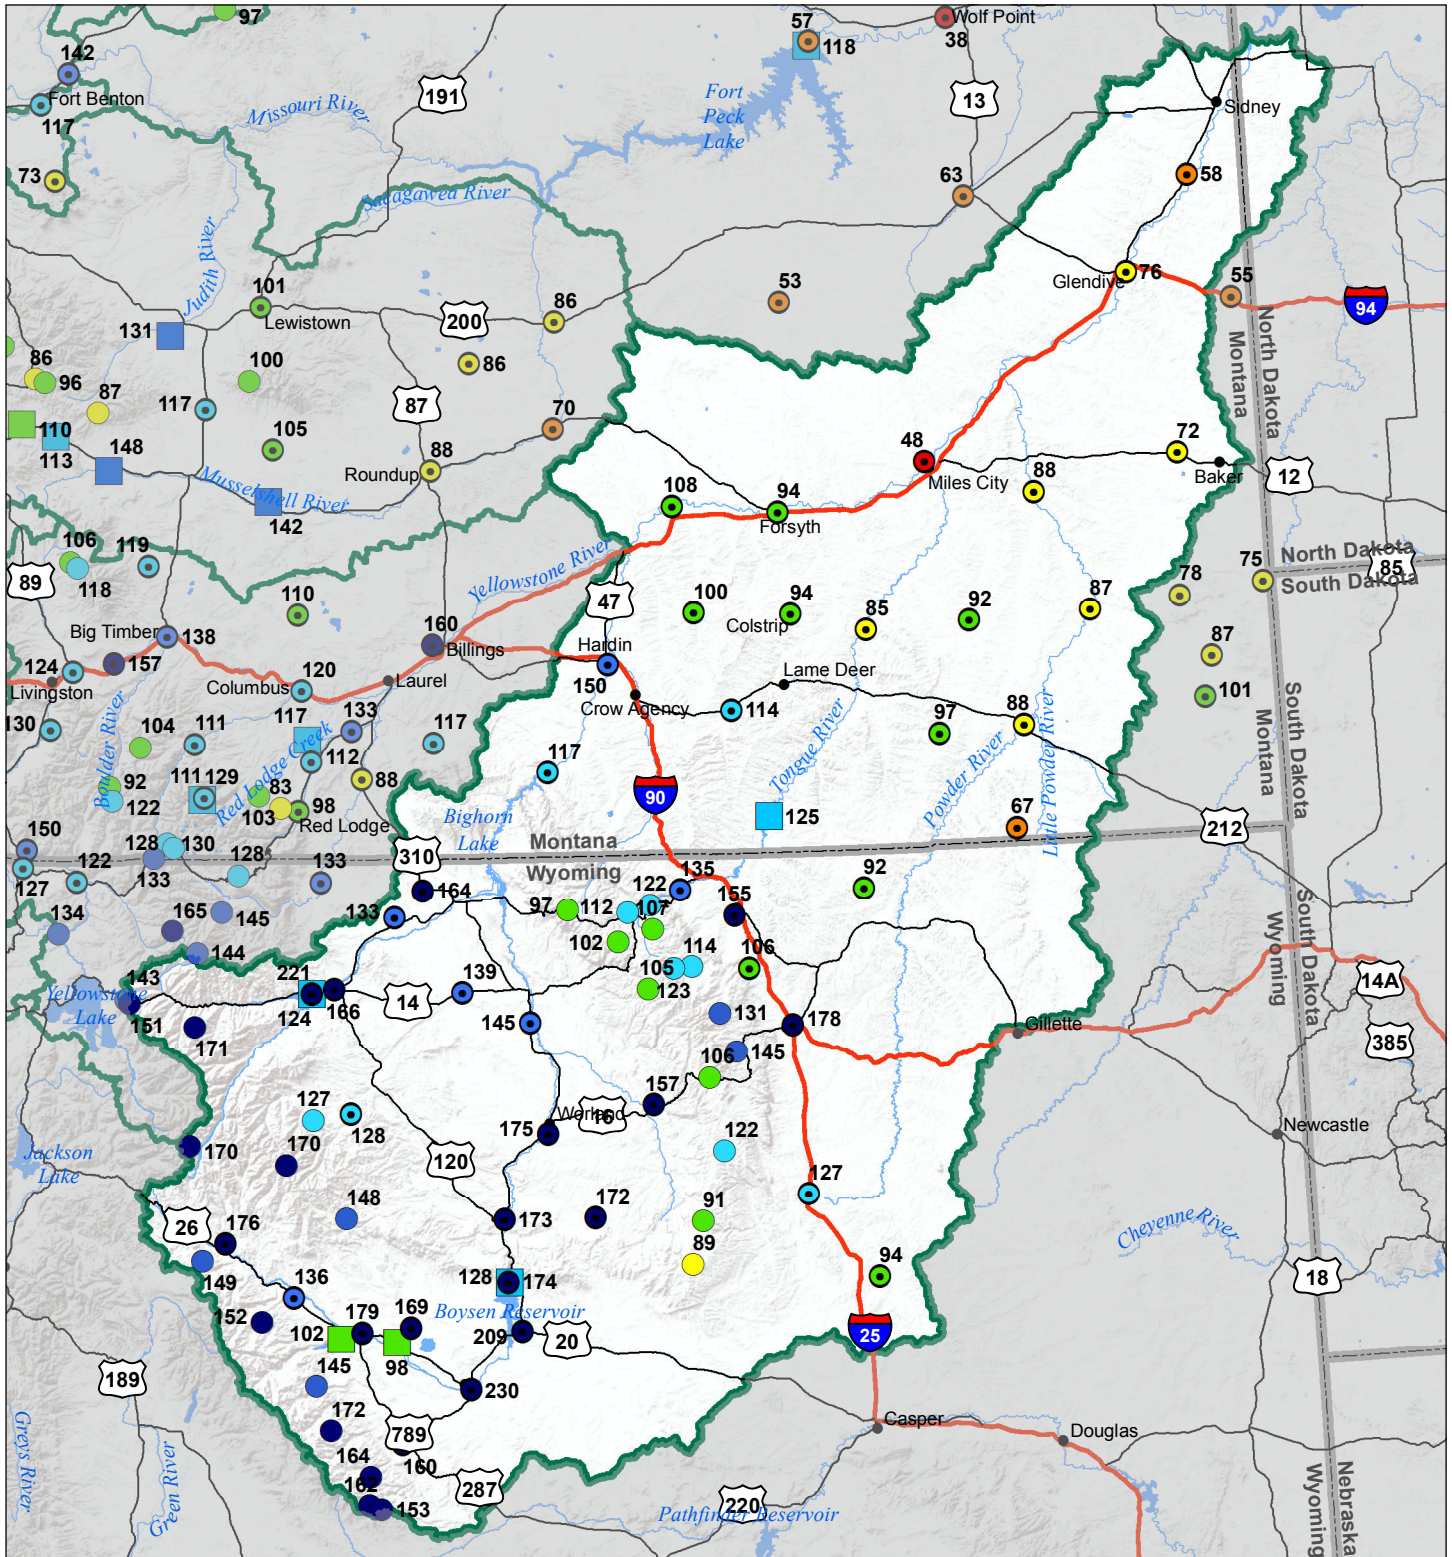 97
57
118
Wolf Point
38
142
Fort Benton
117
191
Missouri River
Fort
Peck
Lake
13
Sidney
73
63
58
Sacagawea River
Judith River
Glendive
76
55
94
101
Lewistown
53
86
200
131
North Dakota
Montana
86
96
100
86
87
87
117
70
110
113
148
105
88
Roundup
48
Miles City
72
88
Baker
12
Musselshell River
142
108
94
Forsyth
106
118
119
89
Yellowstone River
North Dakota
South Dakota
85
75
78
47
100
94
Colstrip
85
92
87
110
Big Timber
138
160
Billings
Hardin
150
87
124
Livingston
157
120
Columbus
Laurel
Lame Deer
Crow Agency
114
101
130
104
111
117
133
117
112
88
97
88
South Dakota
Montana
Boulder River
Red Lodge Creek
Tongue River
Powder River
Little Powder River
92
122
111
129
83
103
98
Red Lodge
117
90
Bighorn
Lake
125
67
212
150
127
122
128
133
130
128
133
310
Montana
Wyoming
164
133
97
112
122
107
135
155
92
134
165
145
144
102
105
123
114
106
South Dakota
Wyoming
143
Yellowstone
Lake
151
221
124
166
14
139
145
131
178
14A
385
Gillette
171
145
106
127
128
157
Worland
16
175
170
170
Jackson
Lake
120
122
Newcastle
148
173
172
91
127
26
176
149
89
94
Cheyenne River
136
128
174
18
152
Boysen Reservoir
179
169
102
98
209
20
25
189
145
230
172
789
Casper
Douglas
164
160
162
153
287
Greys River
Green River
220
Pathfinder Reservoir
Nebraska
Wyoming